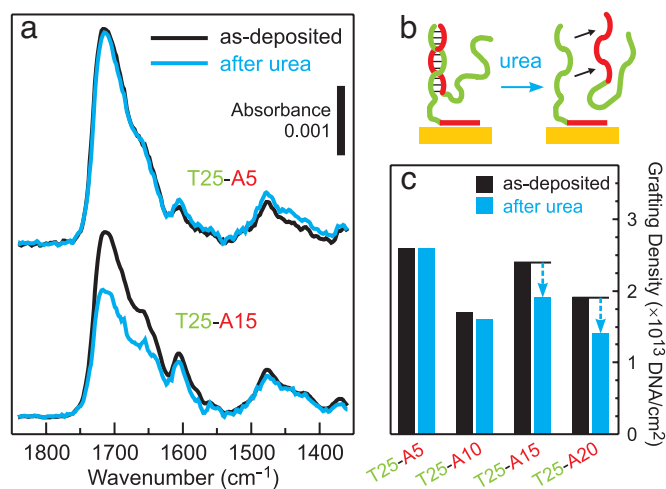 a
as-deposited
after urea
Absorbance
0.001
T25-A5
T25-A15
1800 1700 1600 1500 1400
Wavenumber (cm⁻¹)
b
urea
c
as-deposited
after urea
3
2
1
0
Grafting Density (×10¹³ DNA/cm²)
T25-A5
T25-A10
T25-A15
T25-A20